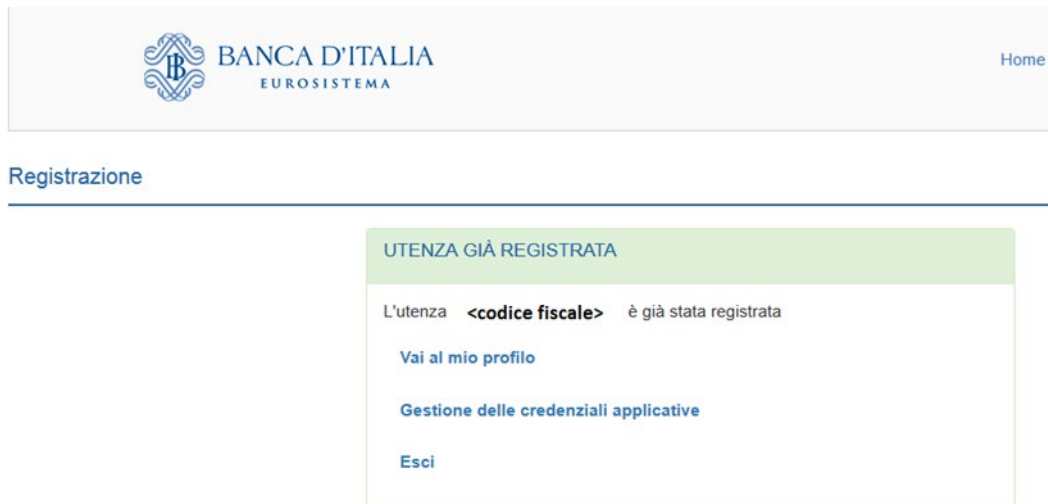 BANCA D'ITALIA
EUROSISTEMA
Home
Registrazione
UTENZA GIÀ REGISTRATA
L'utenza <codice fiscale> è già stata registrata
Vai al mio profilo
Gestione delle credenziali applicative
Esci